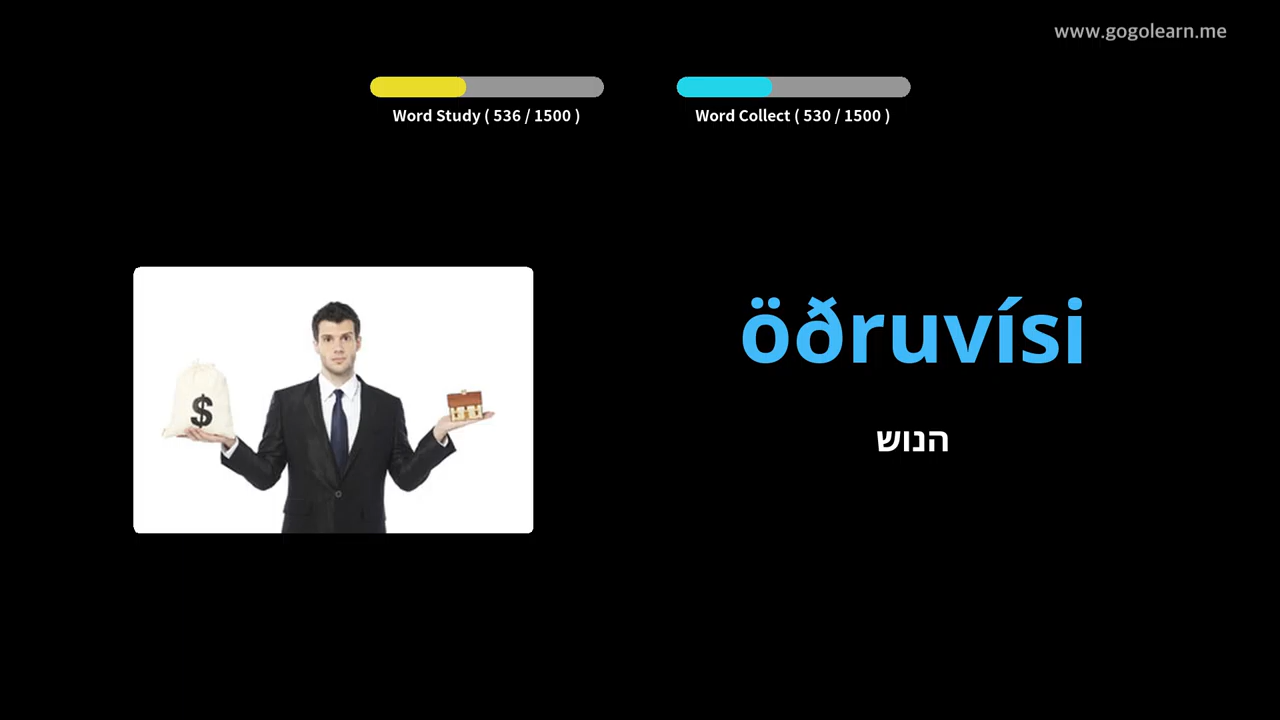 www.gogolearn.me
Word Study ( 536 / 1500 )
Word Collect ( 530 / 1500 )
öðruvísi
הנוש
$